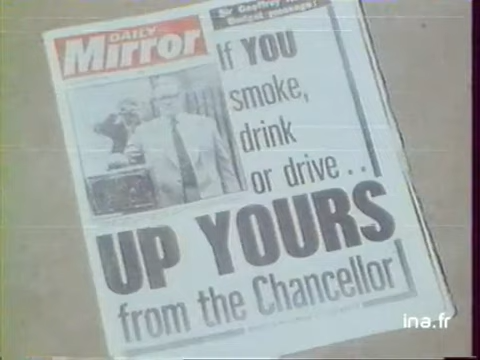 DAILY
Mirror
Sir Geoffrey
Budget message:
If YOU
smoke,
drink
or drive..
UP YOURS
from the Chancellor
ina.fr